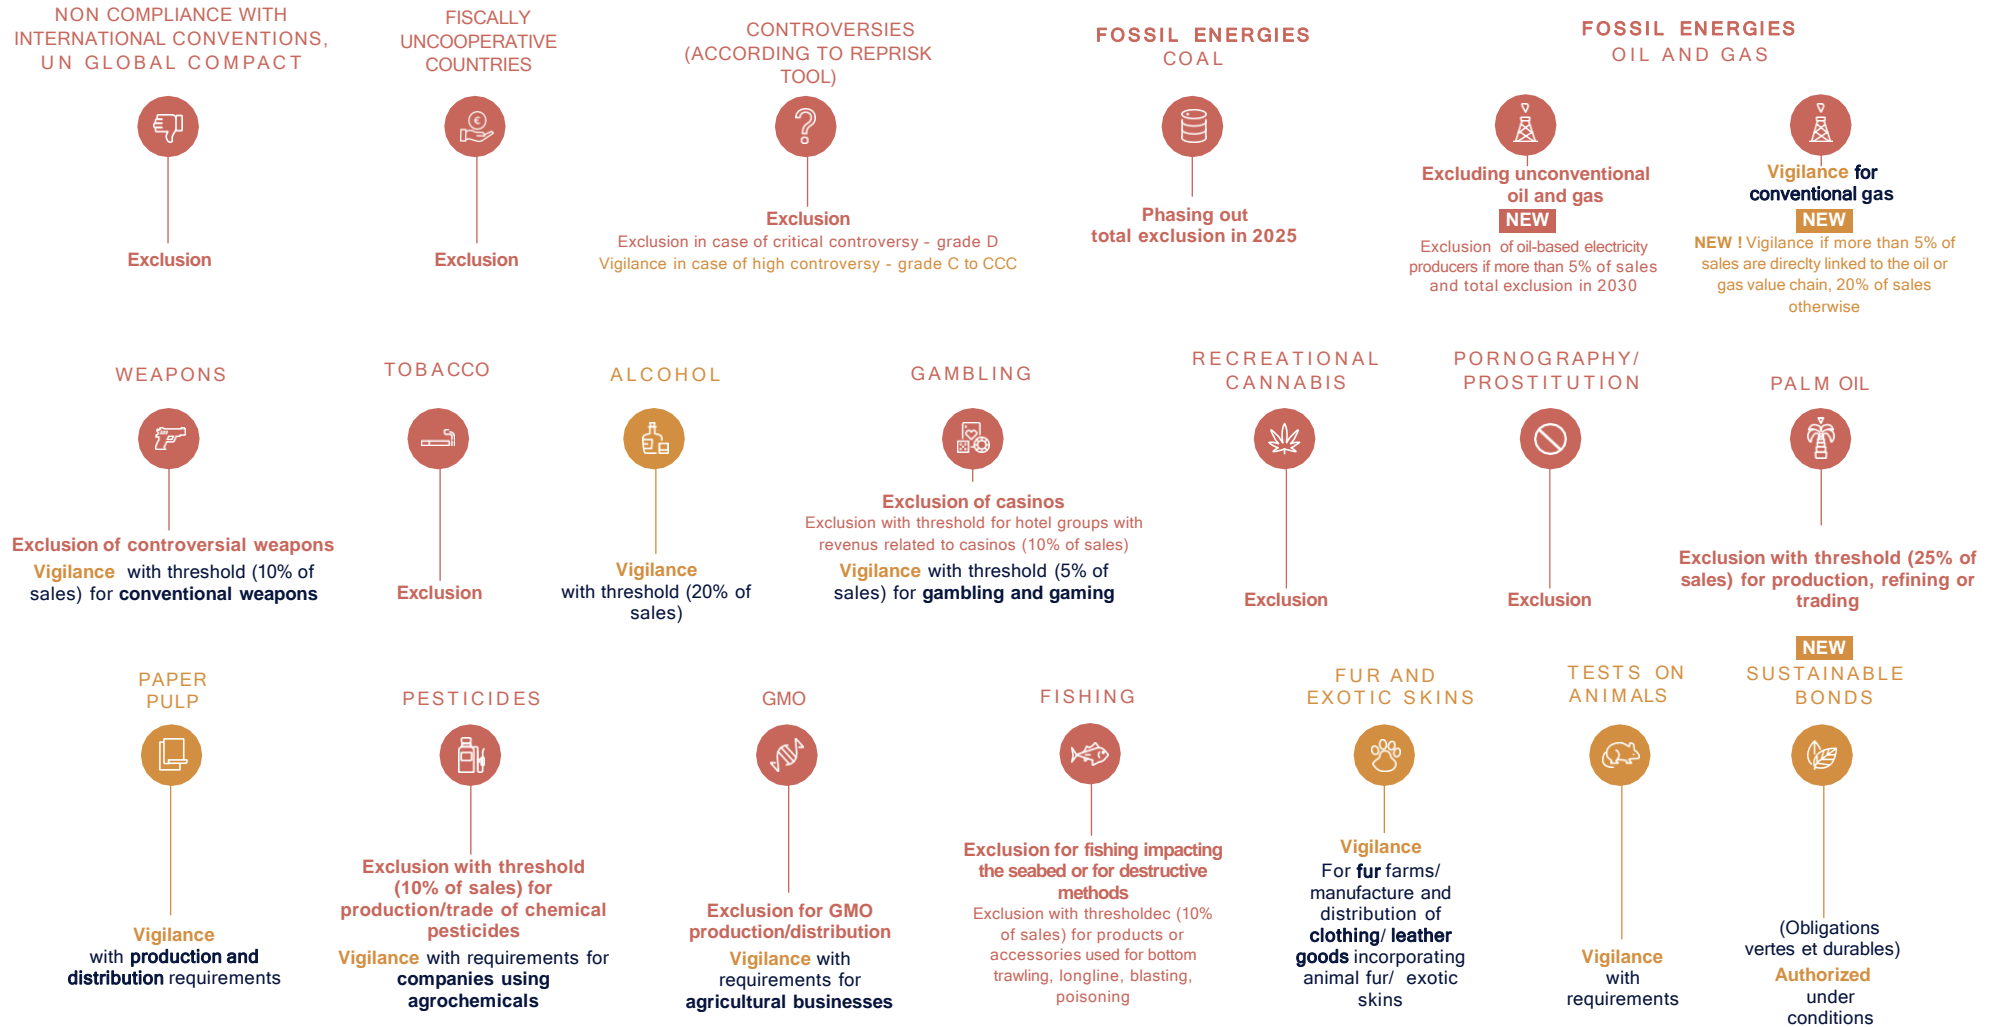 NON COMPLIANCE WITH
INTERNATIONAL CONVENTIONS,
UN GLOBAL COMPACT
Exclusion
FISCALLY
UNCOOPERATIVE
COUNTRIES
€
Exclusion
CONTROVERSIES
(ACCORDING TO REPRISK
TOOL)
?
Exclusion
Exclusion in case of critical controversy - grade D
Vigilance in case of high controversy - grade C to CCC
FOSSIL ENERGIES
COAL
Phasing out
total exclusion in 2025
FOSSIL ENERGIES
OIL AND GAS
Excluding unconventional
oil and gas
NEW
Exclusion of oil-based electricity
producers if more than 5% of sales
and total exclusion in 2030
Vigilance for
conventional gas
NEW
NEW ! Vigilance if more than 5% of
sales are direclty linked to the oil or
gas value chain, 20% of sales
otherwise
WEAPONS
Exclusion of controversial weapons
Vigilance with threshold (10% of
sales) for conventional weapons
TOBACCO
Exclusion
ALCOHOL
Vigilance
with threshold (20% of
sales)
GAMBLING
Exclusion of casinos
Exclusion with threshold for hotel groups with
revenus related to casinos (10% of sales)
Vigilance with threshold (5% of
sales) for gambling and gaming
RECREATIONAL
CANNABIS
Exclusion
PORNOGRAPHY/
PROSTITUTION
Exclusion
PALM OIL
Exclusion with threshold (25% of
sales) for production, refining or
trading
PAPER
PULP
Vigilance
with production and
distribution requirements
PESTICIDES
Exclusion with threshold
(10% of sales) for
production/trade of chemical
pesticides
Vigilance with requirements for
companies using
agrochemicals
GMO
Exclusion for GMO
production/distribution
Vigilance with
requirements for
agricultural businesses
FISHING
Exclusion for fishing impacting
the seabed or for destructive
methods
Exclusion with thresholdec (10%
of sales) for products or
accessories used for bottom
trawling, longline, blasting,
poisoning
FUR AND
EXOTIC SKINS
Vigilance
For fur farms/
manufacture and
distribution of
clothing/ leather
goods incorporating
animal fur/ exotic
skins
TESTS ON
ANIMALS
Vigilance
with
requirements
NEW
SUSTAINABLE
BONDS
(Obligations
vertes et durables)
Authorized
under
conditions